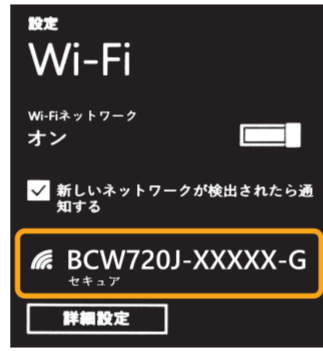 設定
Wi-Fi
Wi-Fiネットワーク
オン
新しいネットワークが検出されたら通
知する
BCW720J-XXXXX-G
セキュア
詳細設定